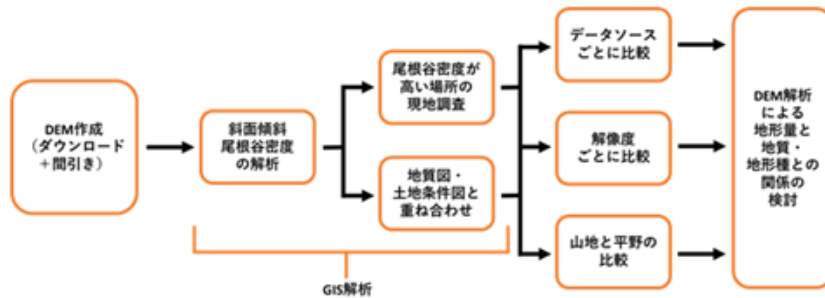 DEM作成
(ダウンロード
+間引き)
斜面傾斜
尾根谷密度
の解析
尾根谷密度が
高い場所の
現地調査
地質図・
土地条件図と
重ね合わせ
GIS解析
データソース
ごとに比較
解像度
ごとに比較
山地と平野の
比較
DEM解析
による
地形量と
地質・
地形種との
関係の
検討